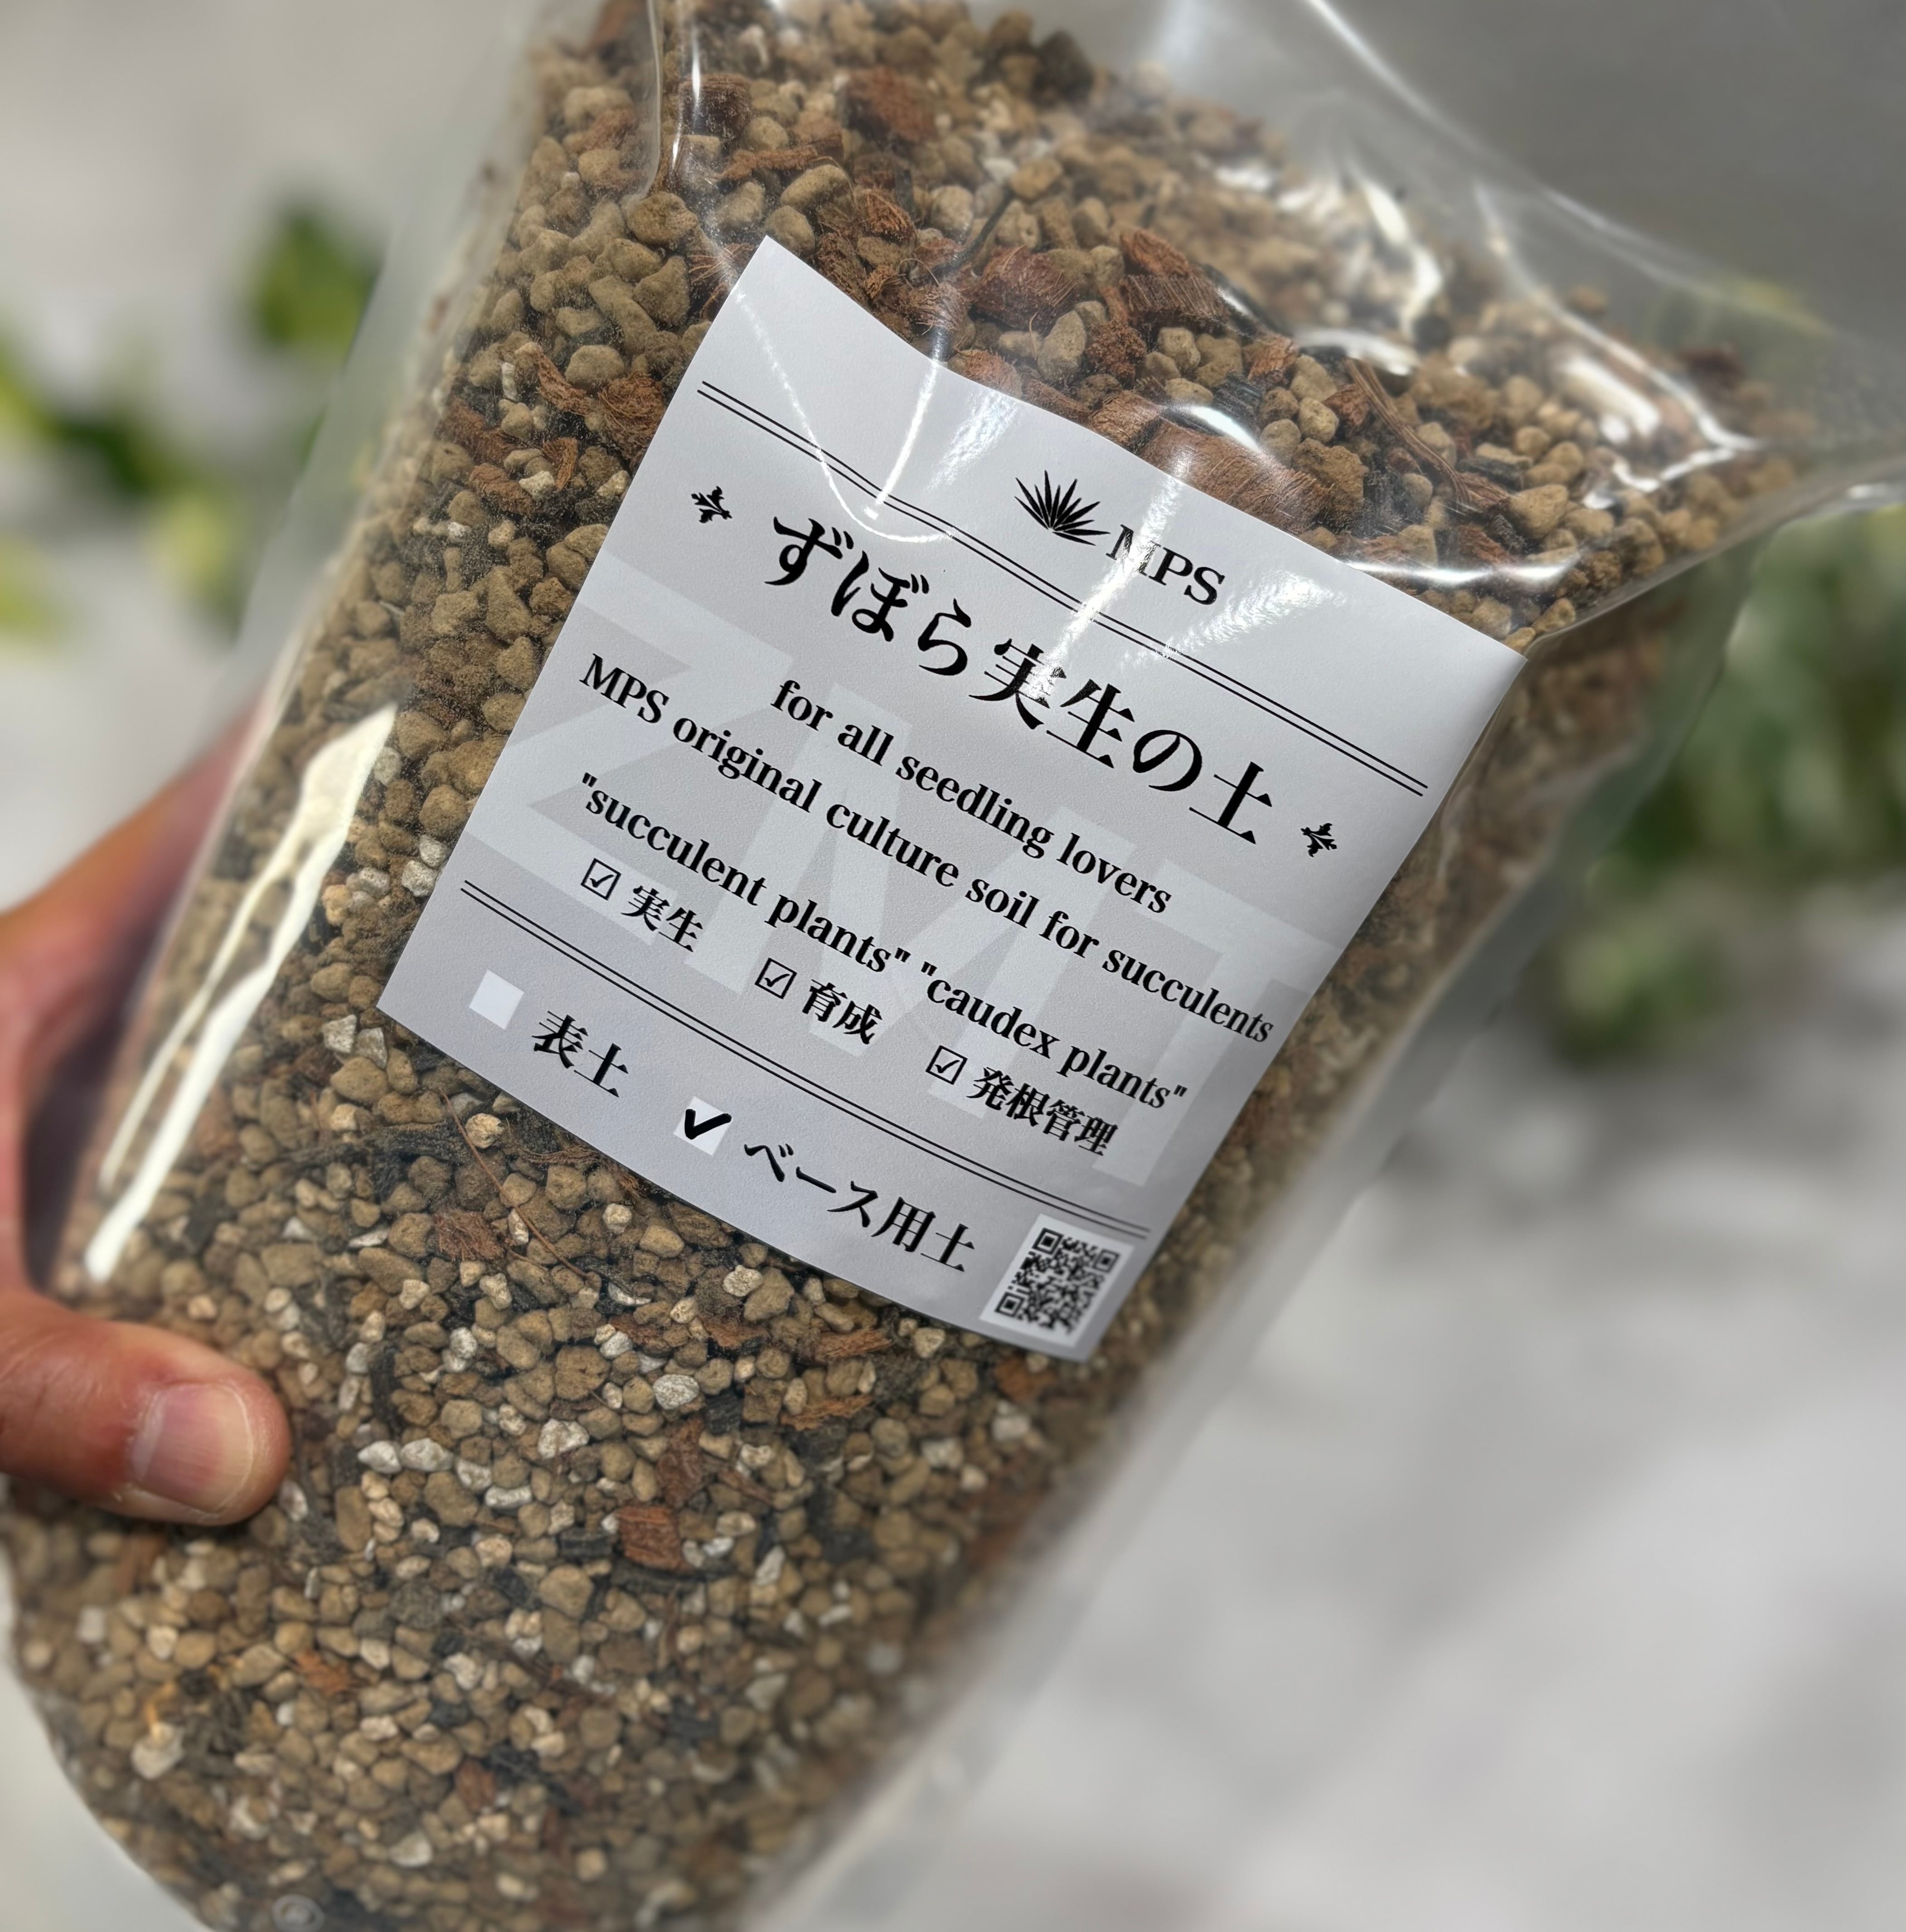 MPS
ずぼら実生の土
for all seedling lovers
MPS original culture soil for succulents
"succulent plants" "caudex plants"
☑ 実生 ☑ 育成 ☑ 発根管理
表土 ✔ ベース用土
ZMT